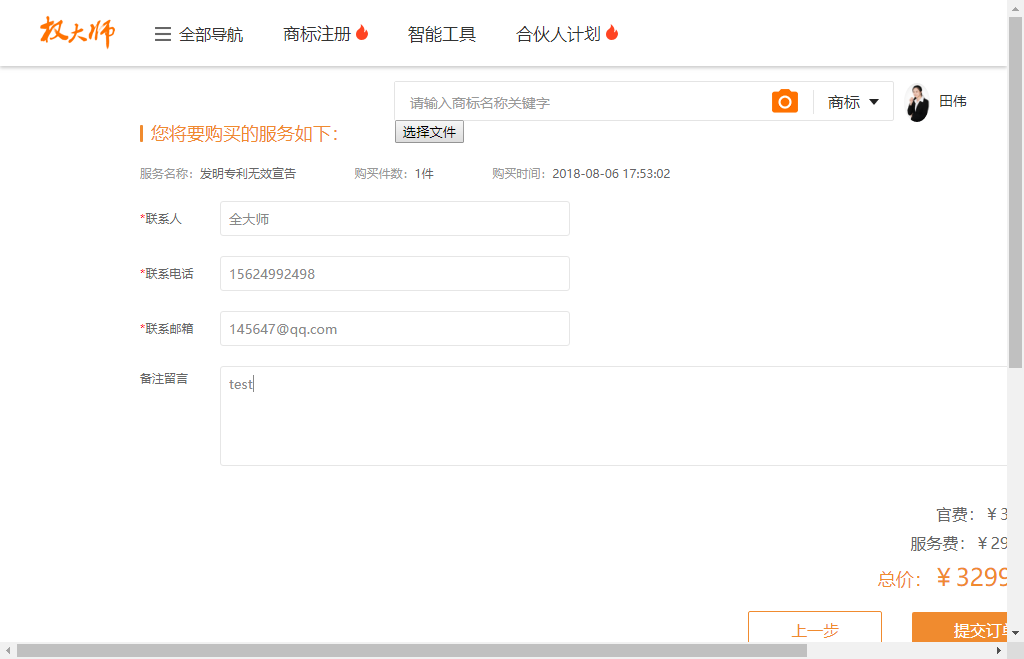 权大师 全部导航 商标注册 智能工具 合伙人计划
请输入商标名称关键字 商标 田伟
选择文件
您将要购买的服务如下：
服务名称：发明专利无效宣告 购买件数：1件 购买时间：2018-08-06 17:53:02
*联系人 全大师
*联系电话 15624992498
*联系邮箱 145647@qq.com
备注留言 test
官费：￥3
服务费：￥29
总价：￥3299
上一步 提交订单